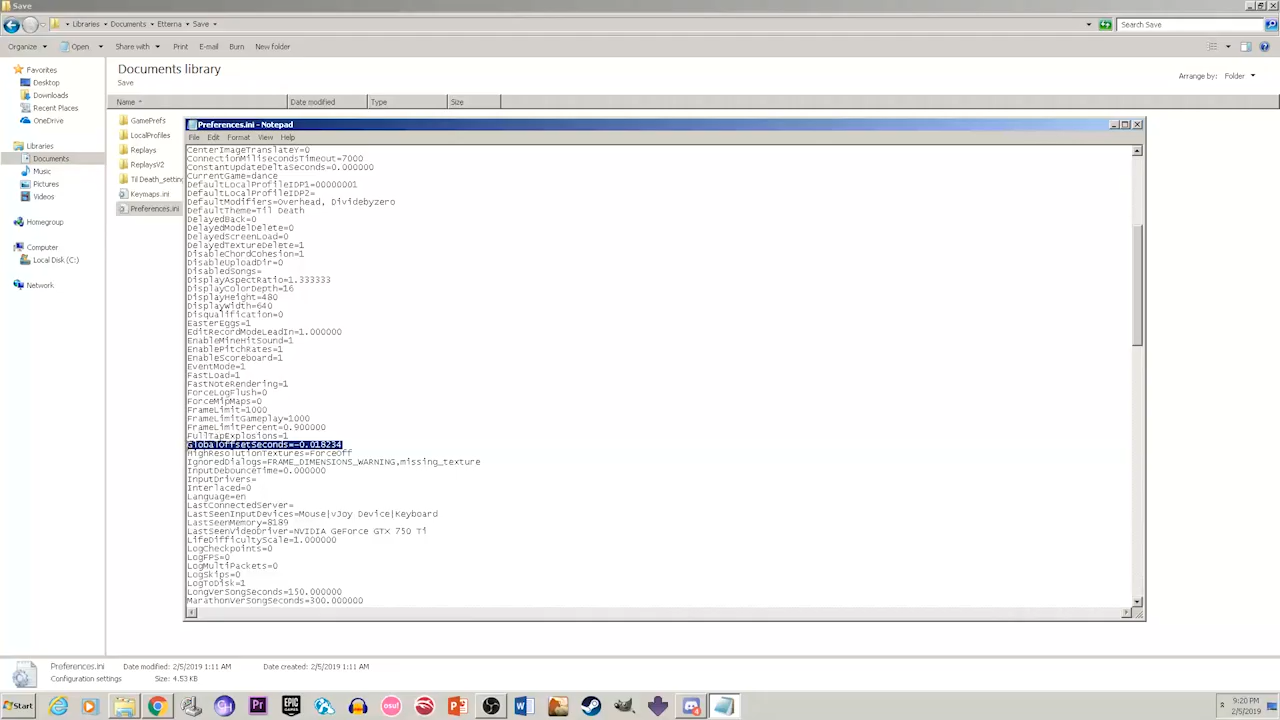 Save
Libraries
Documents
Etterna
Save
Search Save
Organize
Open
Share with
Print
E-mail
Burn
New folder
Favorites
Desktop
Downloads
Recent Places
OneDrive
Libraries
Documents
Music
Pictures
Videos
Homegroup
Computer
Local Disk (C:)
Network
Documents library
Save
Arrange by: Folder
Name
Date modified
Type
Size
GamePrefs
LocalProfiles
Replays
ReplaysV2
Til Death_setting
Keymaps.ini
Preferences.ini
Preferences.ini - Notepad
File Edit Format View Help
CenterImageTranslateY=0
ConnectionMilisecondsTimeout=7000
ConstantUpdateDeltaSeconds=0.000000
CurrentGame=dance
DefaultLocalProfileIDP1=00000001
DefaultLocalProfileIDP2=
DefaultModifiers=Overhead, Dividebyzero
DefaultTheme=Til Death
DelayedBack=0
DelayedModelDelete=0
DelayedScreenLoad=0
DelayedTextureDelete=1
DisableChordCohesion=1
DisableUploadDir=0
DisabledSongs=
DisplayAspectRatio=1.333333
DisplayColorDepth=16
DisplayHeight=480
DisplayWidth=640
Disqualification=0
EasterEggs=1
EditRecordModeLeadIn=1.000000
EnableMineHitSound=1
EnablePitchRates=1
EnableScoreboard=1
EventMode=1
FastLoad=1
FastNoteRendering=1
ForceLogFlush=0
ForceMipMaps=0
FrameLimit=1000
FrameLimitGameplay=1000
FrameLimitPercent=0.900000
FullTapExplosions=1
GlobalOffsetSeconds=-0.018234
HighResolutionTextures=ForceOff
IgnoredDialogs=FRAME_DIMENSIONS_WARNING,missing_texture
InputDebounceTime=0.000000
InputDrivers=
Interlaced=0
Language=en
LastConnectedServer=
LastSeenInputDevices=Mouse|vJoy Device|Keyboard
LastSeenMemory=8189
LastSeenVideoDriver=NVIDIA GeForce GTX 750 Ti
LifeDifficultyScale=1.000000
LogCheckpoints=0
LogFPS=0
LogMultiPackets=0
LogSkips=0
LogToDisk=1
LongVerSongSeconds=150.000000
MarathonVerSongSeconds=300.000000
Preferences.ini Date modified: 2/5/2019 1:11 AM Date created: 2/5/2019 1:11 AM
Configuration settings Size: 4.53 KB
Start
Pr
EPIC GAMES
osu!
9:20 PM
2/5/2019